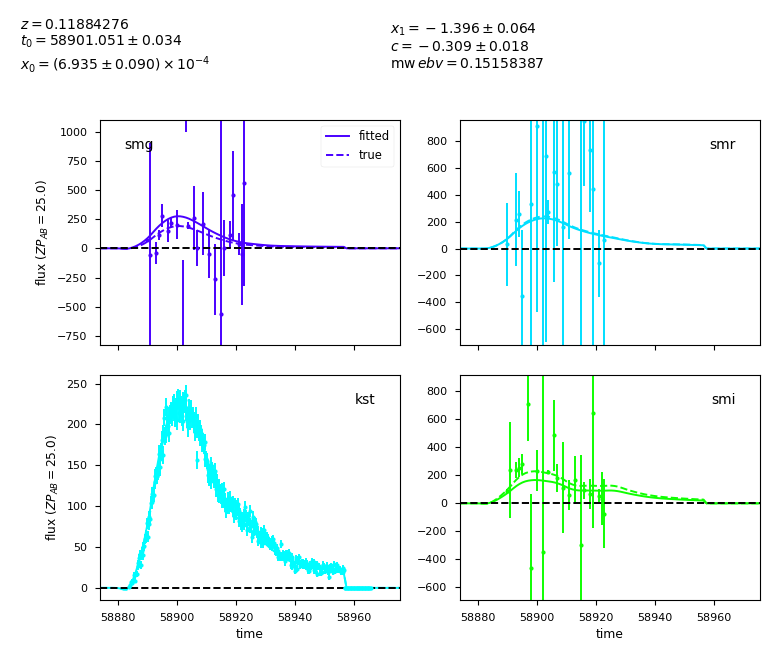 z = 0.11884276
t₀ = 58901.051 ± 0.034
x₀ = (6.935 ± 0.090) × 10⁻⁴
x₁ = −1.396 ± 0.064
c = −0.309 ± 0.018
mw ebv = 0.15158387
smg
fitted
true
1000
750
500
250
0
−250
−500
−750
flux (ZP_AB = 25.0)
smr
800
600
400
200
0
−200
−400
−600
kst
250
200
150
100
50
0
flux (ZP_AB = 25.0)
58880 58900 58920 58940 58960
time
smi
800
600
400
200
0
−200
−400
−600
58880 58900 58920 58940 58960
time